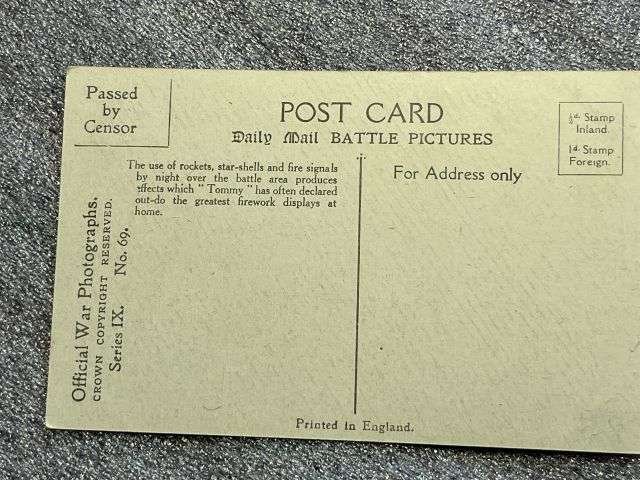 Passed
by
Censor
POST CARD
Daily Mail BATTLE PICTURES
½d. Stamp
Inland.
1d. Stamp
Foreign.
The use of rockets, star-shells and fire signals
by night over the battle area produces
effects which "Tommy" has often declared
out-do the greatest firework displays at
home.
For Address only
Official War Photographs.
CROWN COPYRIGHT RESERVED.
Series IX. No. 69.
Printed in England.